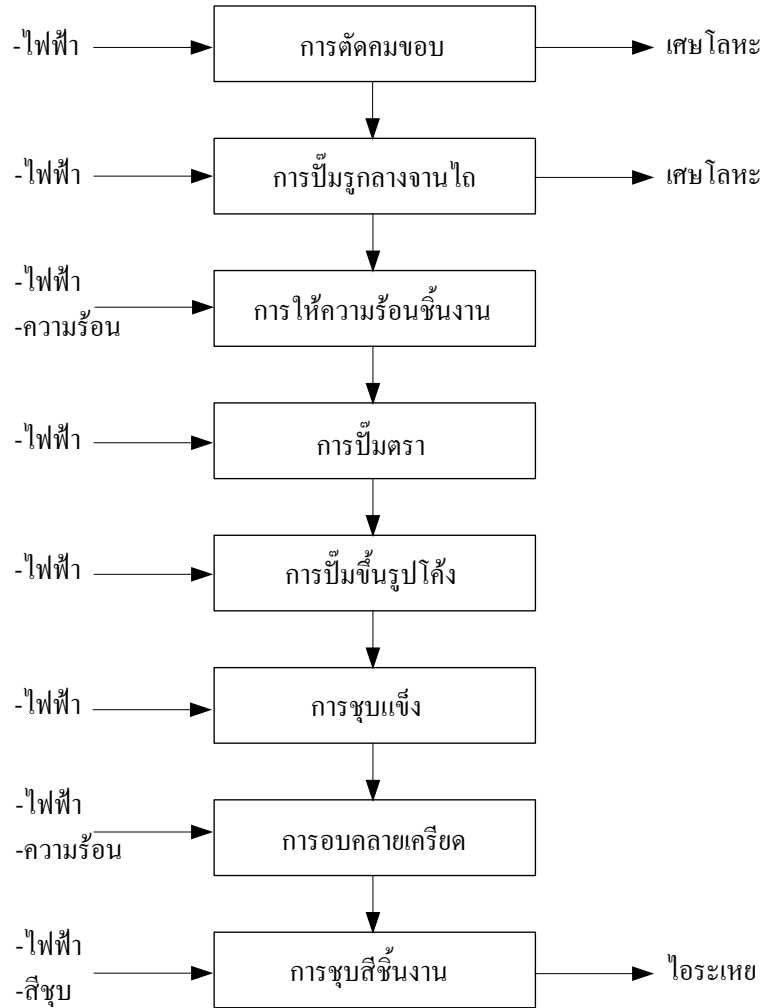 -ไฟฟ้า
การตัดคมขอบ
เศษโลหะ
-ไฟฟ้า
การปั๊มรูกลางจานไถ
เศษโลหะ
-ไฟฟ้า
-ความร้อน
การให้ความร้อนชิ้นงาน
-ไฟฟ้า
การปั๊มตรา
-ไฟฟ้า
การปั๊มขึ้นรูปโค้ง
-ไฟฟ้า
การชุบแข็ง
-ไฟฟ้า
-ความร้อน
การอบคลายเครียด
-ไฟฟ้า
-สีชุบ
การชุบสีชิ้นงาน
ไอระเหย